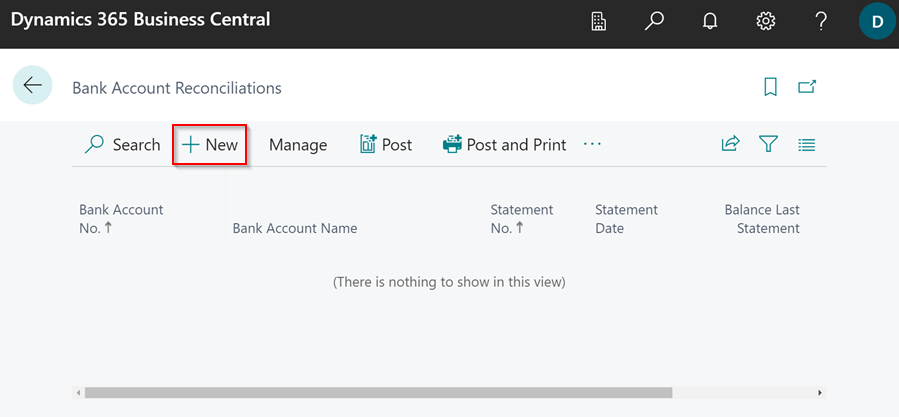 Dynamics 365 Business Central
D
Bank Account Reconciliations
Search New Manage Post Post and Print ...
Bank Account No. ↑
Bank Account Name
Statement No. ↑
Statement Date
Balance Last Statement
(There is nothing to show in this view)